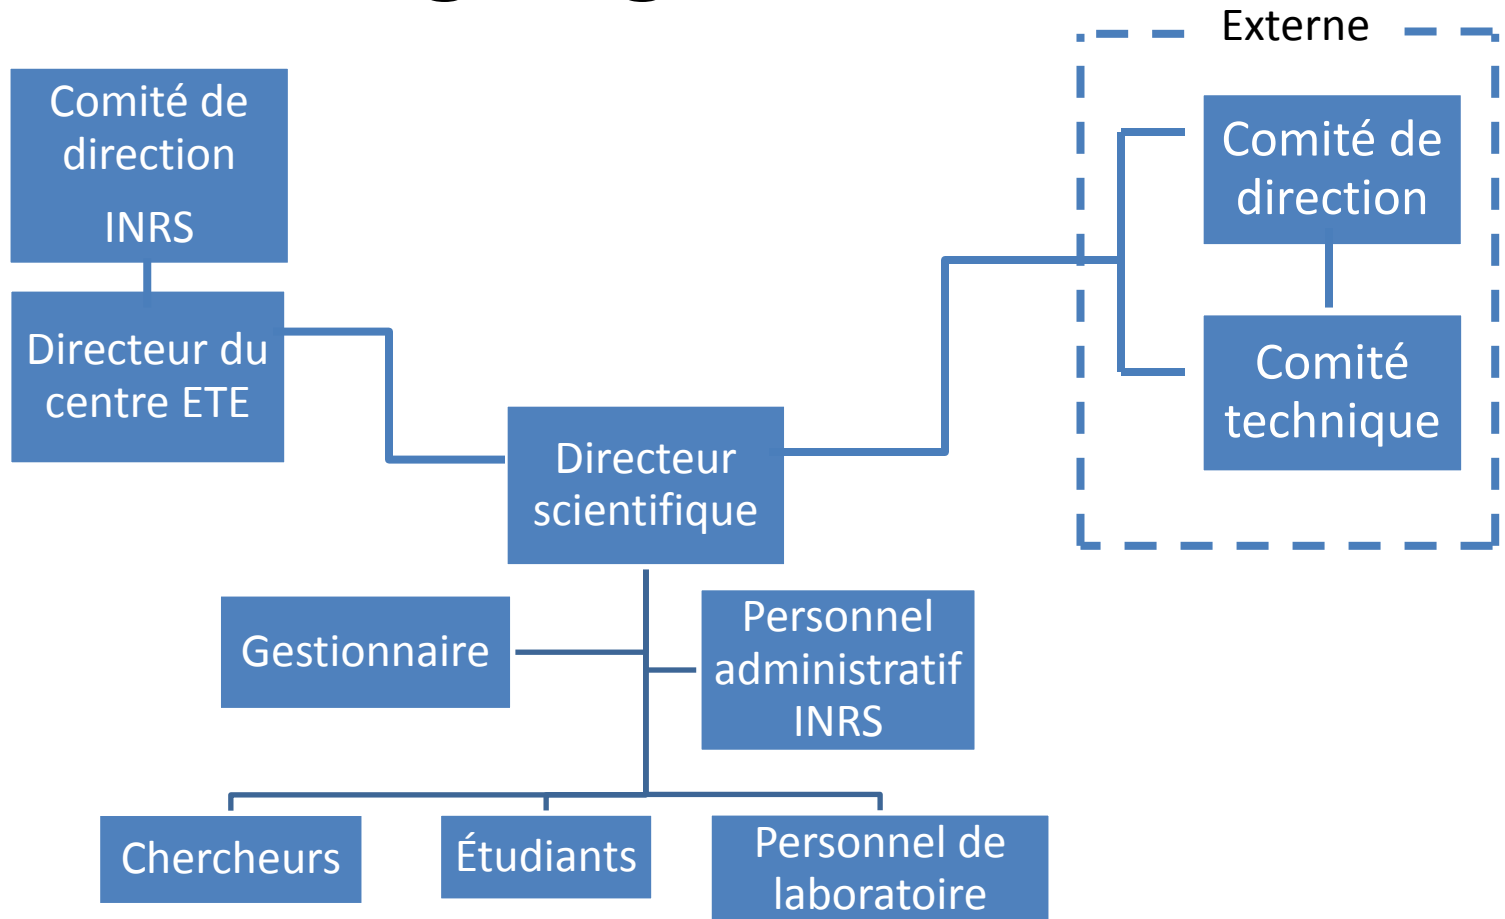 Externe
Comité de
direction
INRS
Comité de
direction
Directeur du
centre ETE
Comité
technique
Directeur
scientifique
Gestionnaire
Personnel
administratif
INRS
Chercheurs
Étudiants
Personnel de
laboratoire